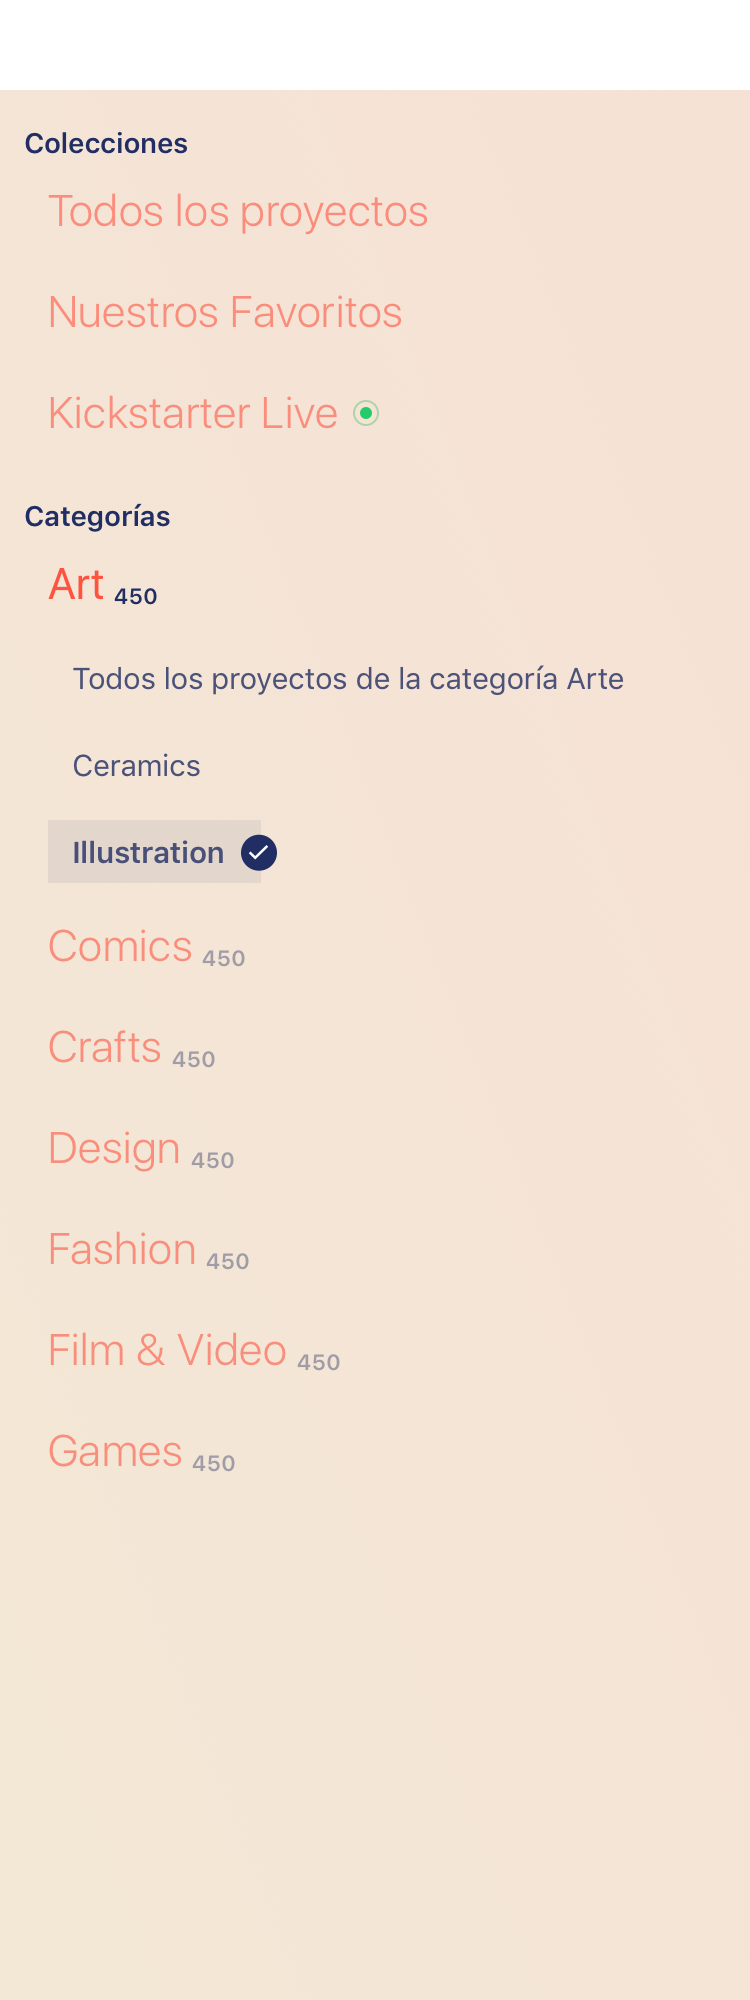 Colecciones
Todos los proyectos
Nuestros Favoritos
Kickstarter Live
Categorías
Art 450
Todos los proyectos de la categoría Arte
Ceramics
Illustration
Comics 450
Crafts 450
Design 450
Fashion 450
Film & Video 450
Games 450